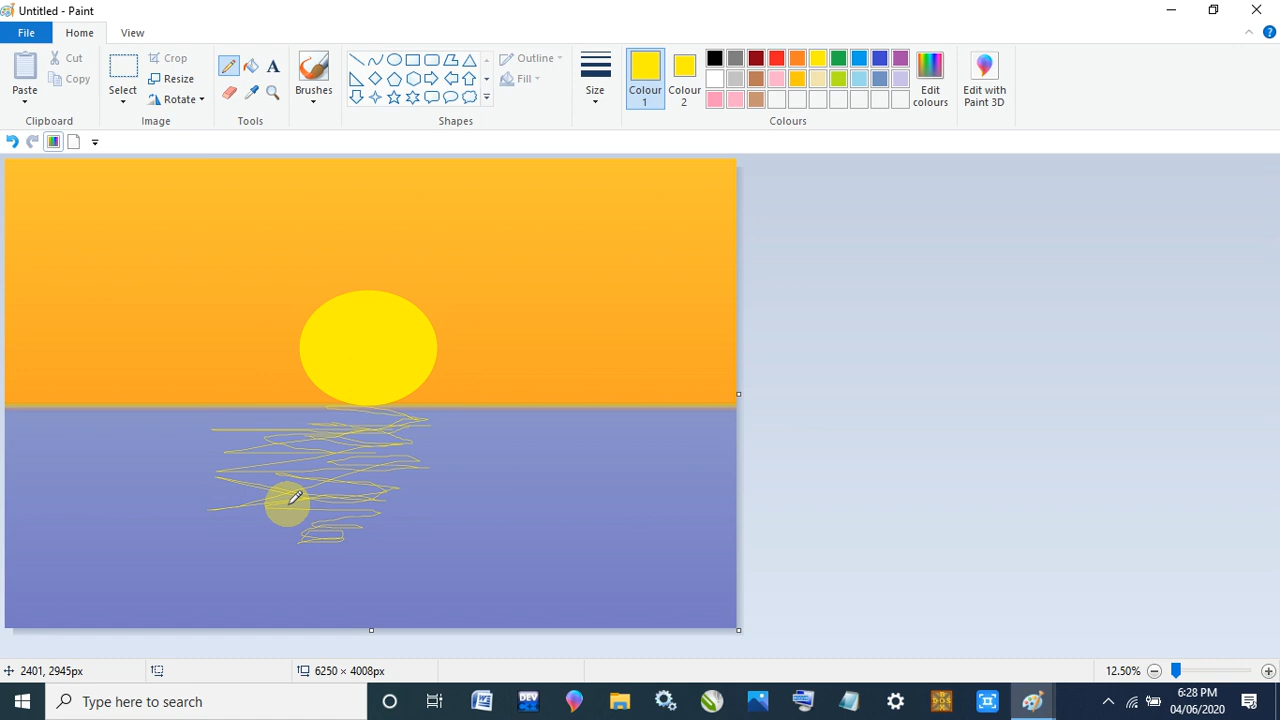 Untitled - Paint
File Home View
Paste
Cut
Copy
Clipboard
Select
Crop
Resize
Rotate
Image
A
Tools
Brushes
Outline
Fill
Shapes
Size
Colour 1
Colour 2
Edit colours
Colours
Edit with Paint 3D
2401, 2945px
6250 × 4008px
12.50%
Type here to search
DEV
DOS
6:28 PM
04/06/2020